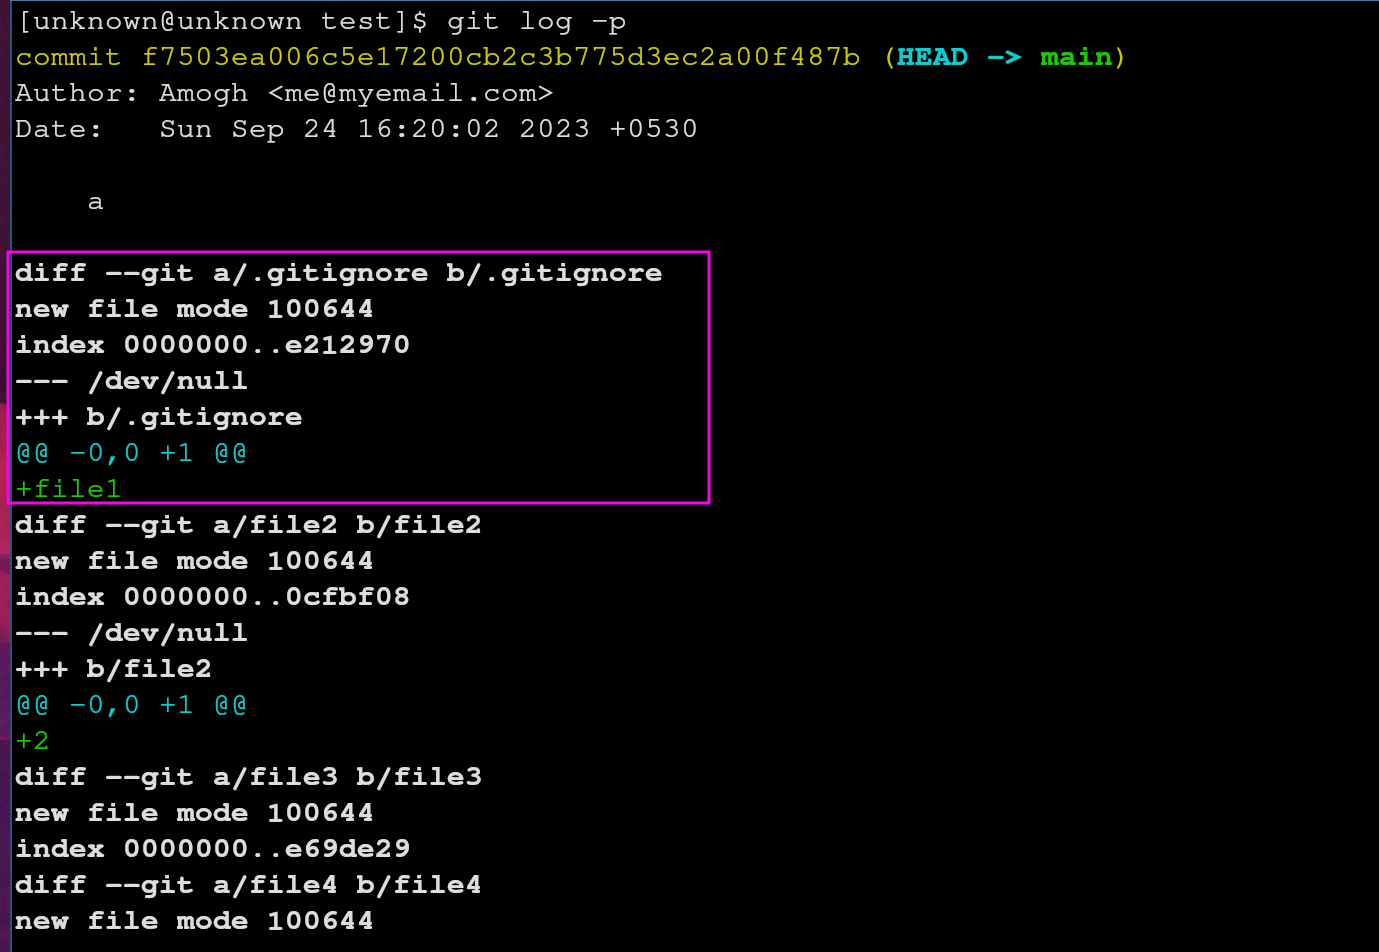 [unknown@unknown test]$ git log -p
commit f7503ea006c5e17200cb2c3b775d3ec2a00f487b (HEAD -> main)
Author: Amogh <me@myemail.com>
Date:   Sun Sep 24 16:20:02 2023 +0530
    a
diff --git a/.gitignore b/.gitignore
new file mode 100644
index 0000000..e212970
--- /dev/null
+++ b/.gitignore
@@ -0,0 +1 @@
+file1
diff --git a/file2 b/file2
new file mode 100644
index 0000000..0cfbf08
--- /dev/null
+++ b/file2
@@ -0,0 +1 @@
+2
diff --git a/file3 b/file3
new file mode 100644
index 0000000..e69de29
diff --git a/file4 b/file4
new file mode 100644